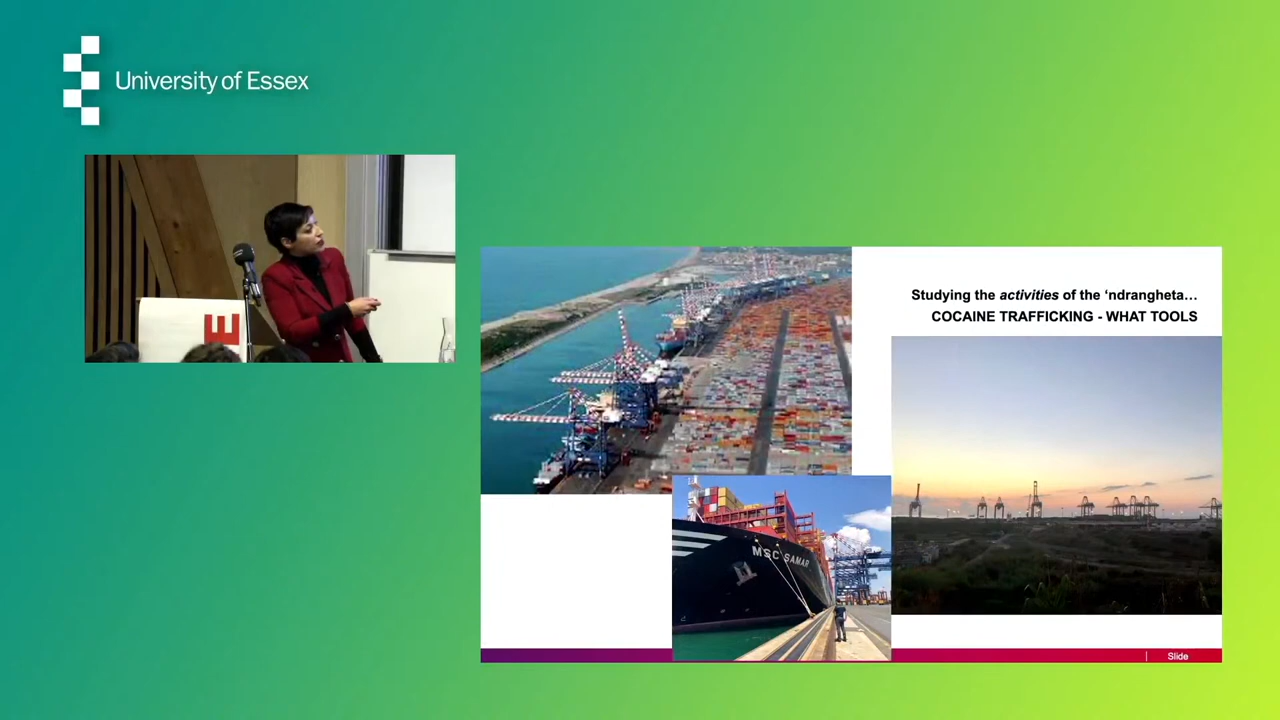 University of Essex
E
Studying the activities of the ‘ndrangheta…
COCAINE TRAFFICKING - WHAT TOOLS
MSC SAMAR
Slide